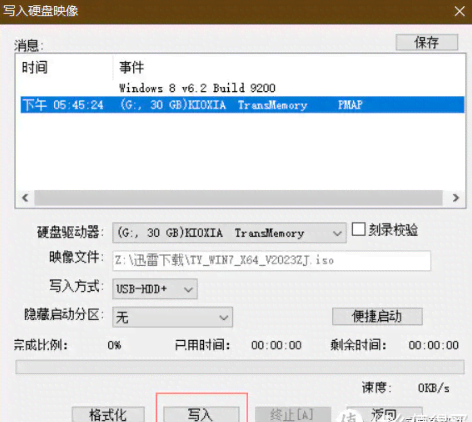 写入硬盘映像
消息:
保存
时间 事件
Windows 8 v6.2 Build 9200
下午 05:45:24 (G:, 30 GB)KIOXIA TransMemory PMAP
硬盘驱动器: (G:, 30 GB)KIOXIA TransMemory 刻录校验
映像文件: Z:\迅雷下载\TY_WIN7_X64_V2023ZJ.iso
写入方式: USB-HDD+
隐藏启动分区: 无 便捷启动
完成比例: 0% 已用时间: 00:00:00 剩余时间: 00:00:00
速度: 0KB/s
格式化 写入 终止[A] 返回